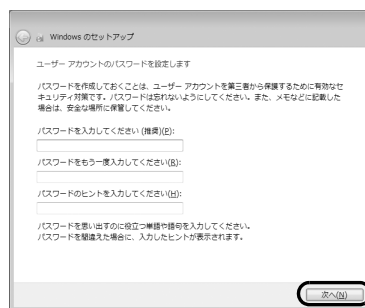 Windows のセットアップ
ユーザー アカウントのパスワードを設定します
パスワードを作成しておくことは、ユーザー アカウントを第三者から保護するために有効なセ
キュリティ対策です。パスワードは忘れないようにしてください。また、メモなどに記載した
場合は、安全な場所に保管してください。
パスワードを入力してください (推奨)(P):
パスワードをもう一度入力してください(R):
パスワードのヒントを入力してください(H):
パスワードを思い出すのに役立つ単語や語句を入力してください。
パスワードを間違えた場合に、入力したヒントが表示されます。
次へ(N)